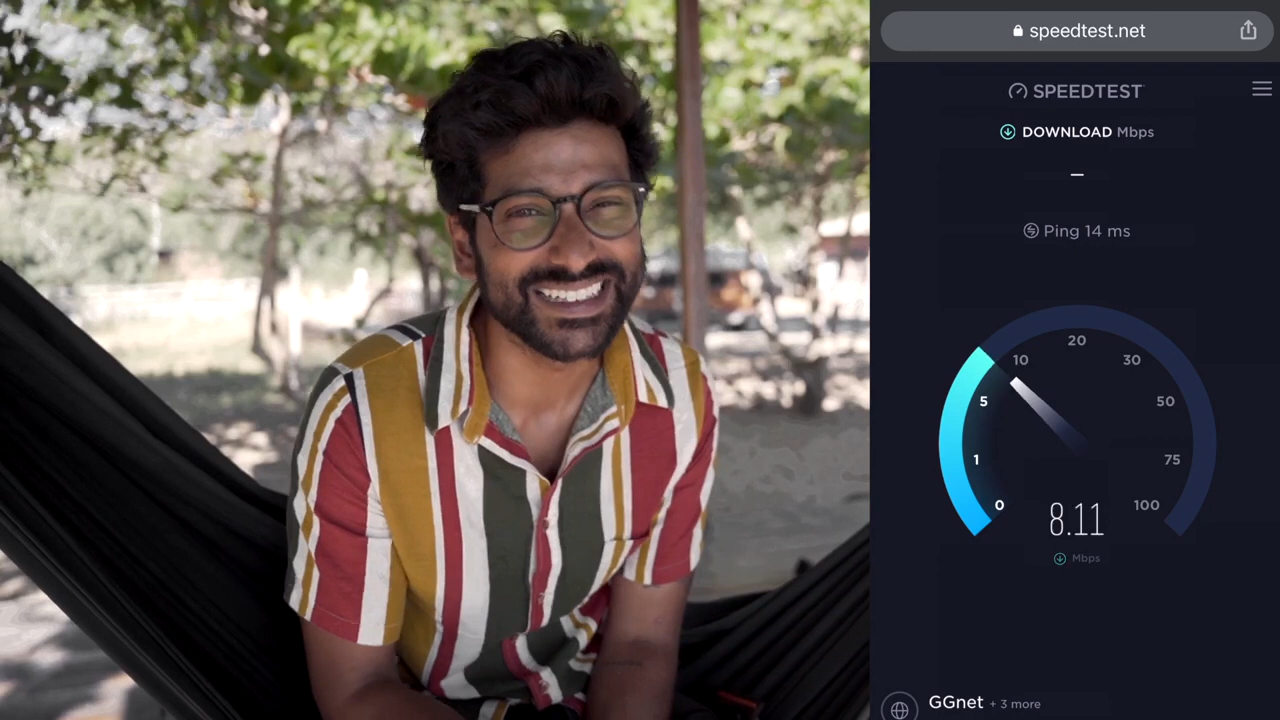 speedtest.net
SPEEDTEST
DOWNLOAD Mbps
—
Ping 14 ms
0
1
5
10
20
30
50
75
100
8.11
Mbps
GGnet + 3 more